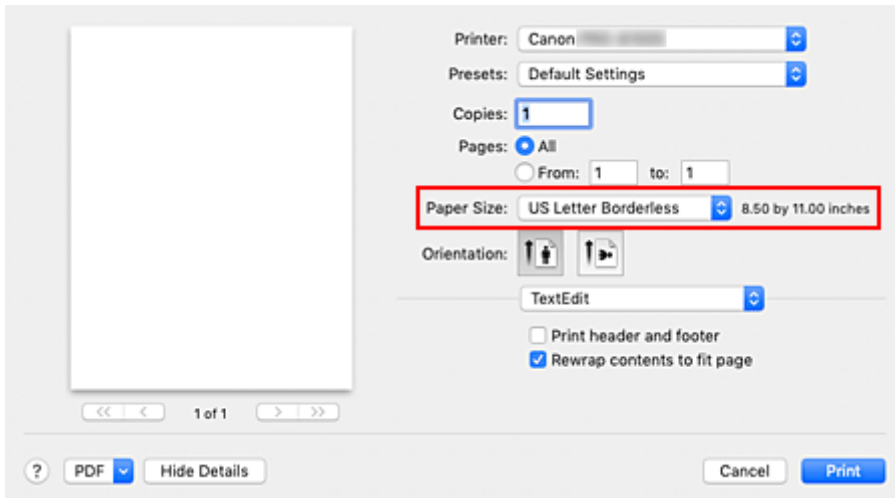 Printer: Canon
Presets: Default Settings
Copies: 1
Pages: All
From: 1 to: 1
Paper Size: US Letter Borderless 8.50 by 11.00 inches
Orientation:
TextEdit
Print header and footer
Rewrap contents to fit page
<< < 1 of 1 > >>
? PDF Hide Details Cancel Print